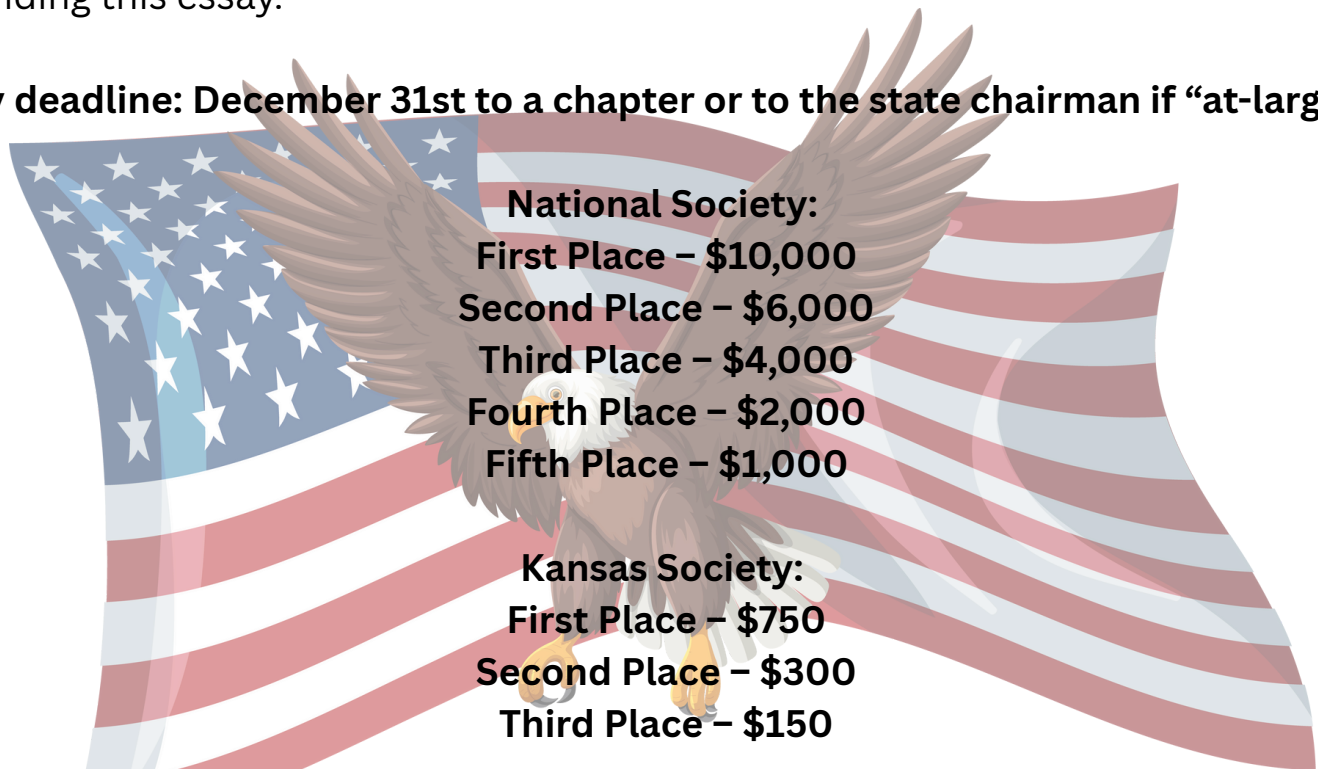 this essay.
deadline: December 31st to a chapter or to the state chairman if
National Society:
First Place – $10,000
Second Place – $6,000
Third Place – $4,000
Fourth Place – $2,000
Fifth Place – $1,000
Kansas Society:
First Place – $750
Second Place – $300
Third Place – $150